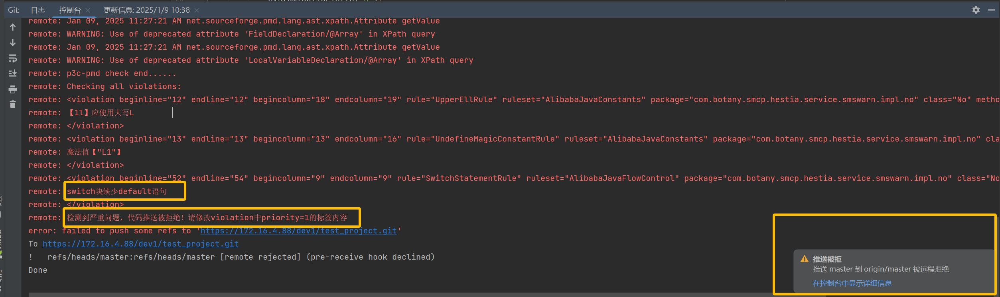 Git: 日志 控制台 更新信息: 2025/1/9 10:38
remote: Jan 09, 2025 11:27:21 AM net.sourceforge.pmd.lang.ast.xpath.Attribute getValue
remote: WARNING: Use of deprecated attribute 'FieldDeclaration/@Array' in XPath query
remote: Jan 09, 2025 11:27:21 AM net.sourceforge.pmd.lang.ast.xpath.Attribute getValue
remote: WARNING: Use of deprecated attribute 'LocalVariableDeclaration/@Array' in XPath query
remote: p3c-pmd check end......
remote: Checking all violations:
remote: <violation beginline="12" endline="12" begincolumn="18" endcolumn="19" rule="UpperEllRule" ruleset="AlibabaJavaConstants" package="com.botany.smcp.hestia.service.smswarn.impl.no" class="No" metho
remote: 【1l】应使用大写L
remote: </violation>
remote: <violation beginline="13" endline="13" begincolumn="13" endcolumn="16" rule="UndefineMagicConstantRule" ruleset="AlibabaJavaConstants" package="com.botany.smcp.hestia.service.smswarn.impl.no" cla
remote: 魔法值【"L1"】
remote: </violation>
remote: <violation beginline="52" endline="54" begincolumn="9" endcolumn="9" rule="SwitchStatementRule" ruleset="AlibabaJavaFlowControl" package="com.botany.smcp.hestia.service.smswarn.impl.no" class="No
remote: switch块缺少default语句
remote: </violation>
remote: 检测到严重问题，代码推送被拒绝！请修改violation中priority=1的标签内容
error: failed to push some refs to 'https://172.16.4.88/dev1/test_project.git'
To https://172.16.4.88/dev1/test_project.git
! refs/heads/master:refs/heads/master [remote rejected] (pre-receive hook declined)
Done
推送被拒
推送 master 到 origin/master 被远程拒绝
在控制台中显示详细信息